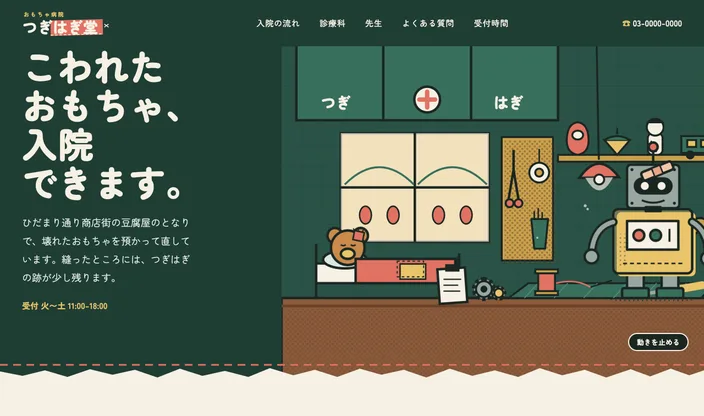 おもちゃ病院
つぎはぎ堂
入院の流れ
診療科
先生
よくある質問
受付時間
☎ 03-0000-0000
こわれた
おもちゃ、
入院
できます。
ひだまり通り商店街の豆腐屋のとなり
で、壊れたおもちゃを預かって直して
います。縫ったところには、つぎはぎ
の跡が少し残ります。
受付 火〜土 11:00–18:00
つぎ
はぎ
動きを止める